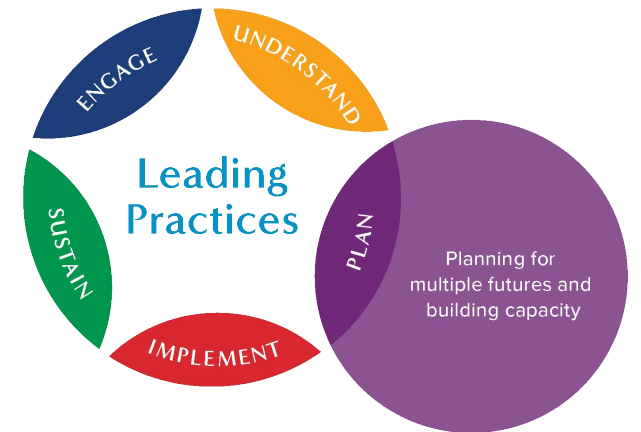 ENGAGE
UNDERSTAND
Leading
Practices
SUSTAIN
PLAN
Planning for
multiple futures and
building capacity
IMPLEMENT